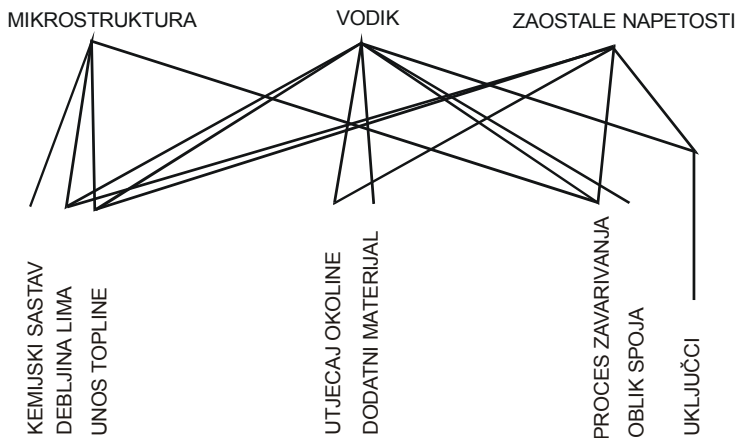 MIKROSTRUKTURA
VODIK
ZAOSTALE NAPETOSTI
KEMIJSKI SASTAV
DEBLJINA LIMA
UNOS TOPLINE
UTJECAJ OKOLINE
DODATNI MATERIJAL
PROCES ZAVARIVANJA
OBLIK SPOJA
UKLJUČCI